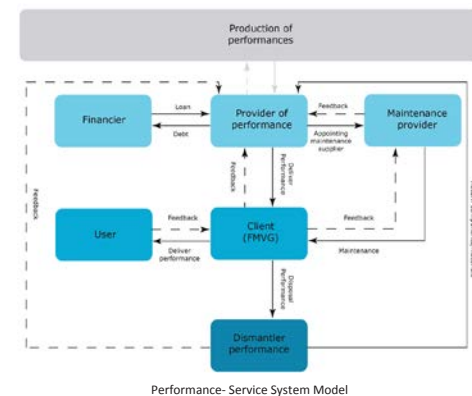 Production of
performances
Loan
Feedback
Financier
Provider of
performance
Maintenance
provider
Debt
Appointing
maintenance
supplier
Feedback
Feedback
Deliver
Performance
User
Feedback
Client
(FMVG)
Feedback
Deliver
performance
Maintenance
Disposal
Performance
Dismantler
performance
Performance- Service System Model